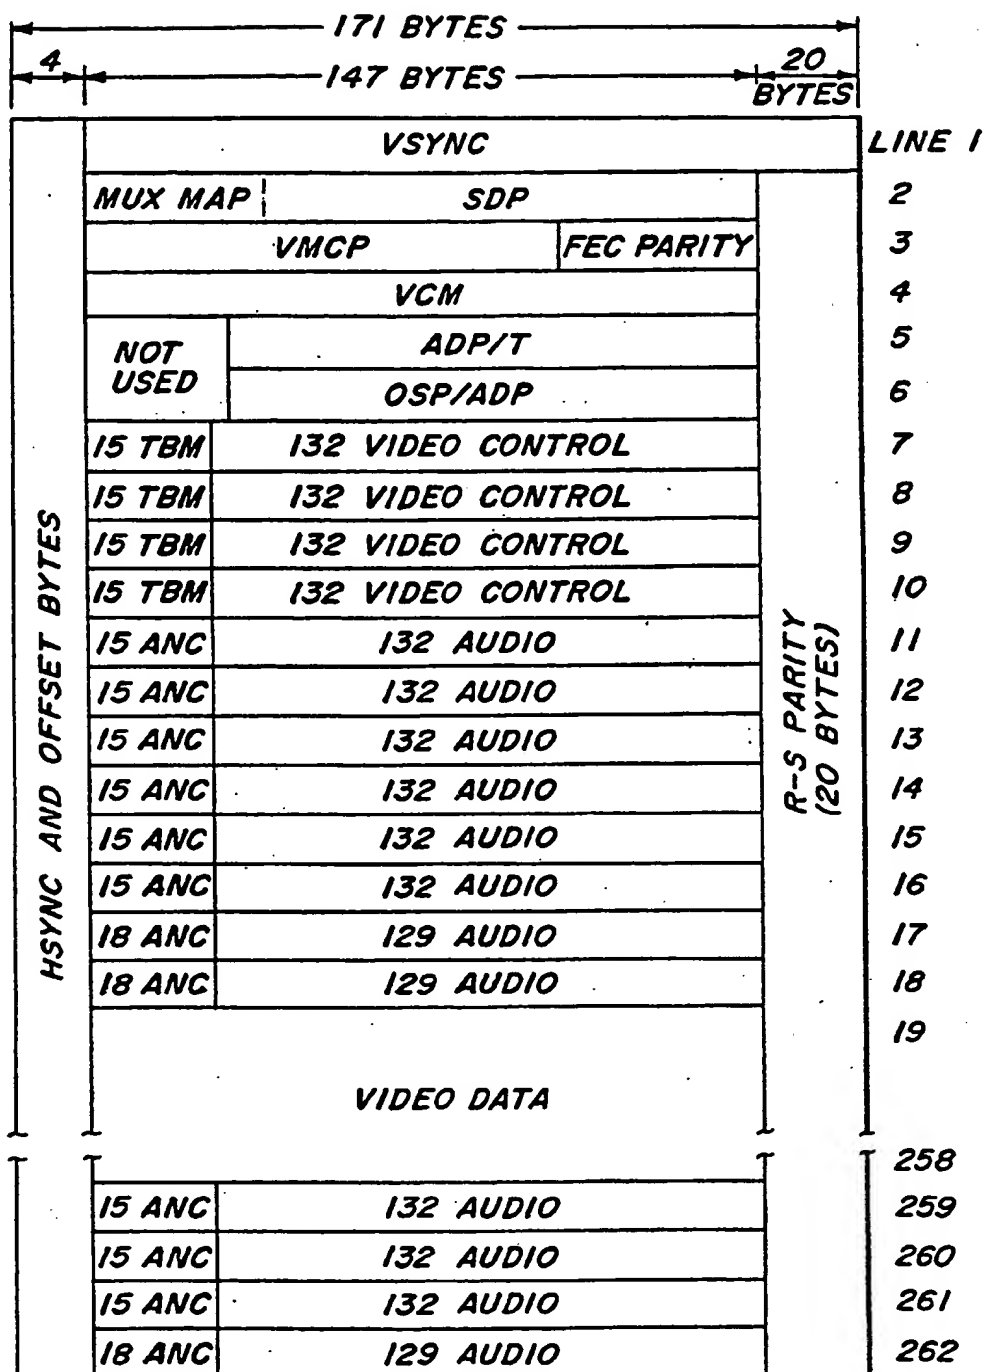 171 BYTES
4 147 BYTES 20 BYTES
VSYNC LINE 1
MUX MAP SDP 2
VMCP FEC PARITY 3
VCM 4
NOT USED
ADP/T 5
OSP/ADP 6
15 TBM 132 VIDEO CONTROL 7
15 TBM 132 VIDEO CONTROL 8
15 TBM 132 VIDEO CONTROL 9
15 TBM 132 VIDEO CONTROL 10
15 ANC 132 AUDIO 11
15 ANC 132 AUDIO 12
15 ANC 132 AUDIO 13
15 ANC 132 AUDIO 14
15 ANC 132 AUDIO 15
15 ANC 132 AUDIO 16
18 ANC 129 AUDIO 17
18 ANC 129 AUDIO 18
19
VIDEO DATA
258
15 ANC 132 AUDIO 259
15 ANC 132 AUDIO 260
15 ANC 132 AUDIO 261
18 ANC 129 AUDIO 262
HSYNC AND OFFSET BYTES
R-S PARITY
(20 BYTES)